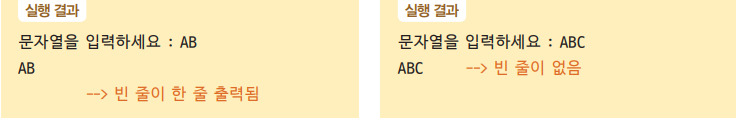 실행 결과
문자열을 입력하세요 : AB
AB
--> 빈 줄이 한 줄 출력됨
실행 결과
문자열을 입력하세요 : ABC
ABC --> 빈 줄이 없음